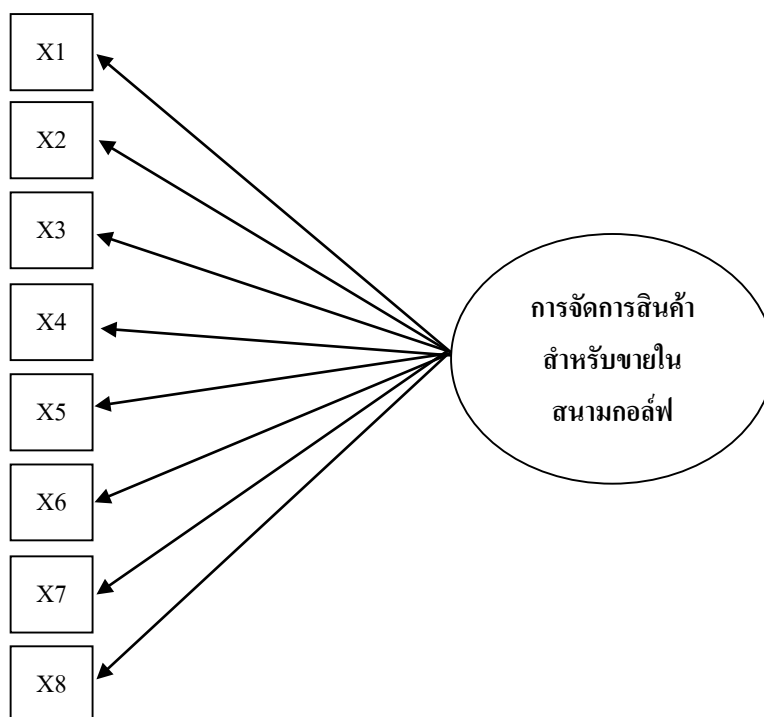 X1
X2
X3
X4
X5
X6
X7
X8
การจัดการสินค้า
สำหรับขายใน
สนามกอล์ฟ